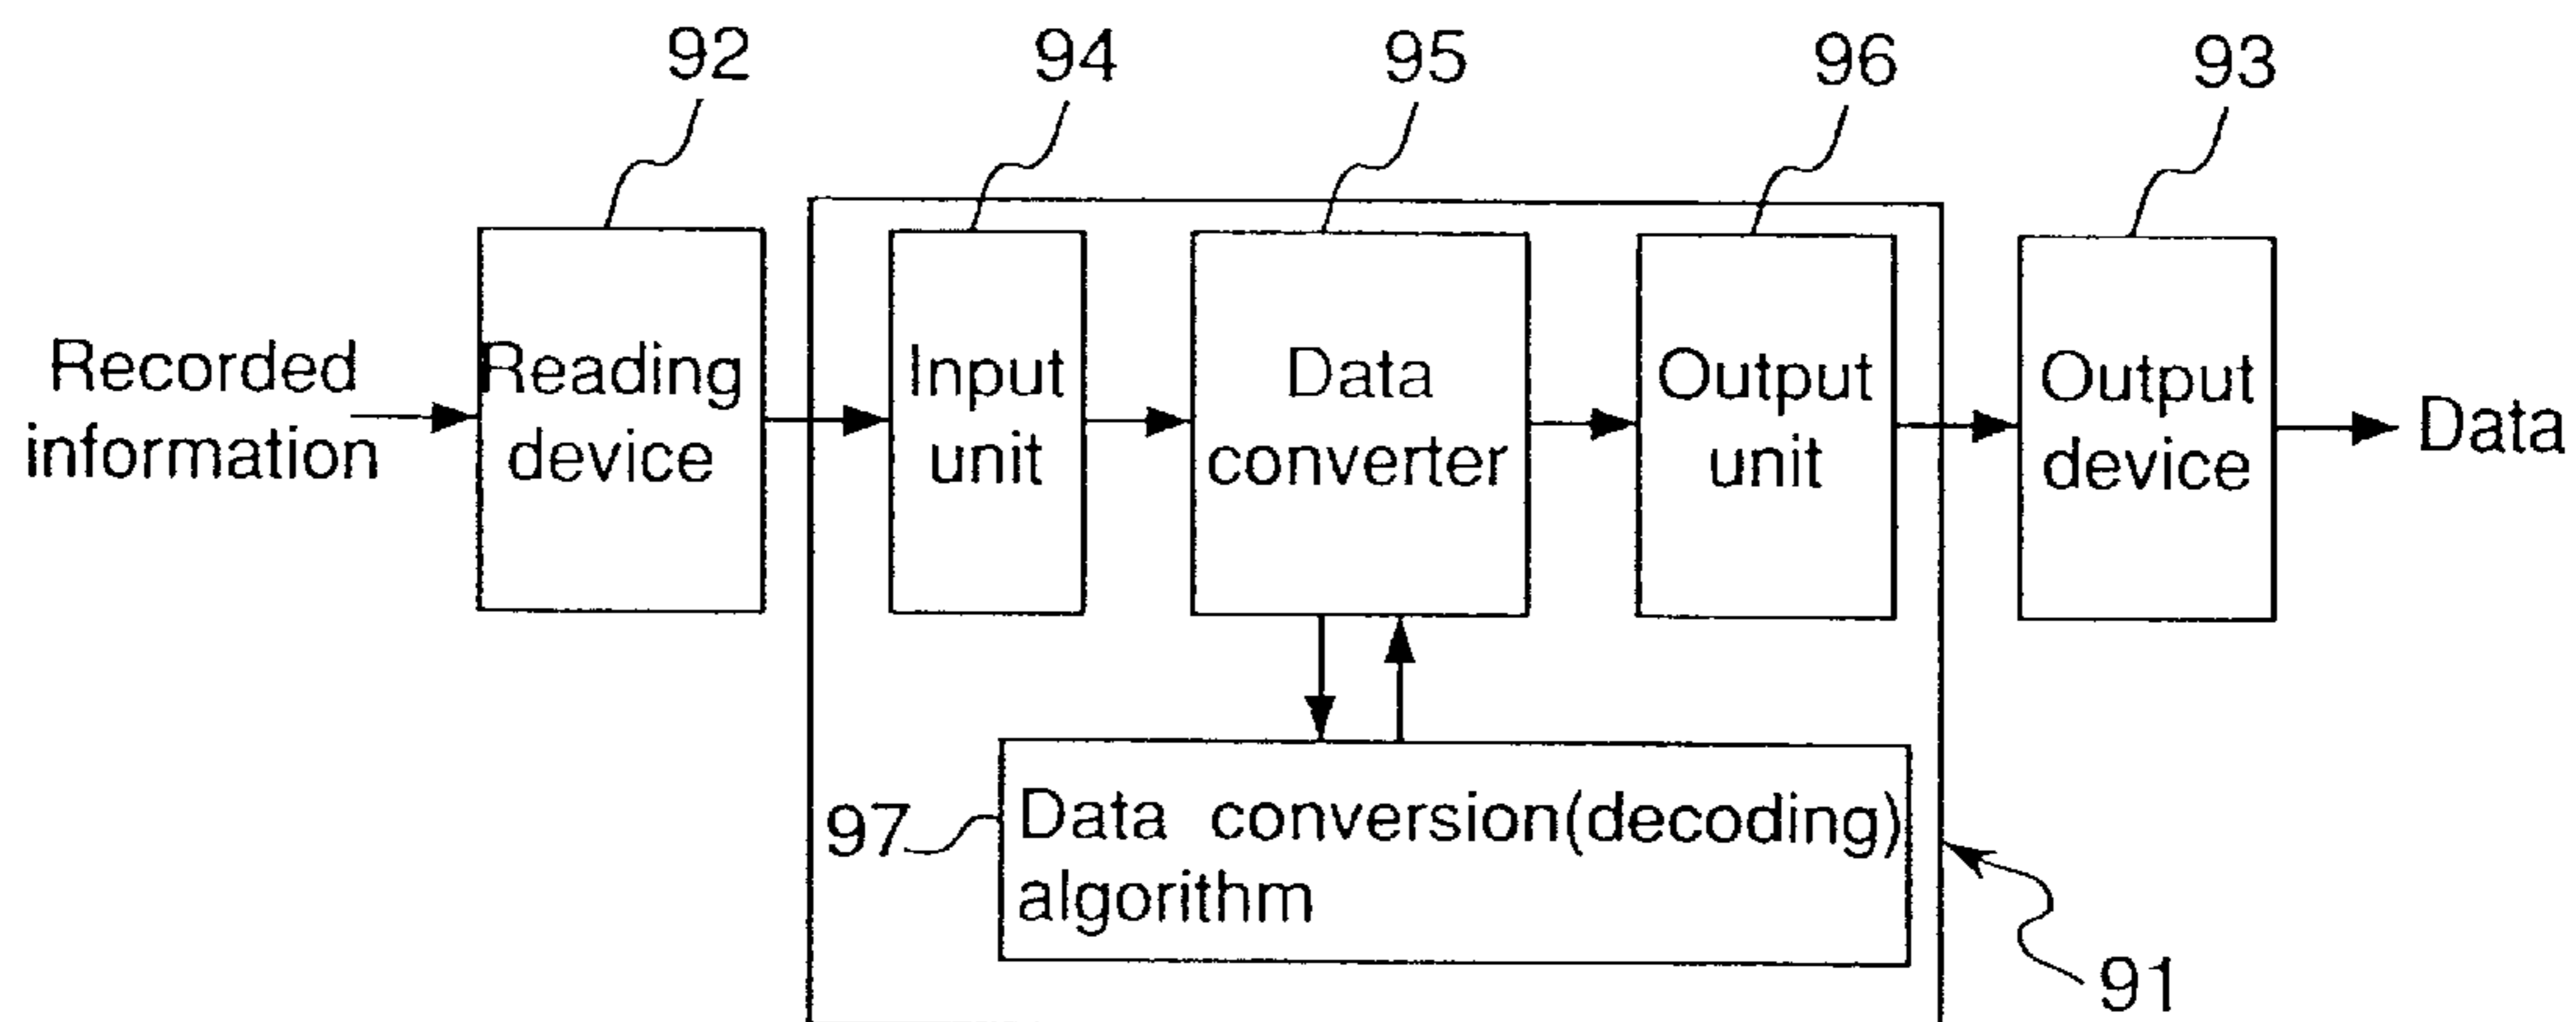 92
94
95
96
93
Recorded
information
Reading
device
Input
unit
Data
converter
Output
unit
Output
device
Data
97
Data conversion(decoding)
algorithm
91